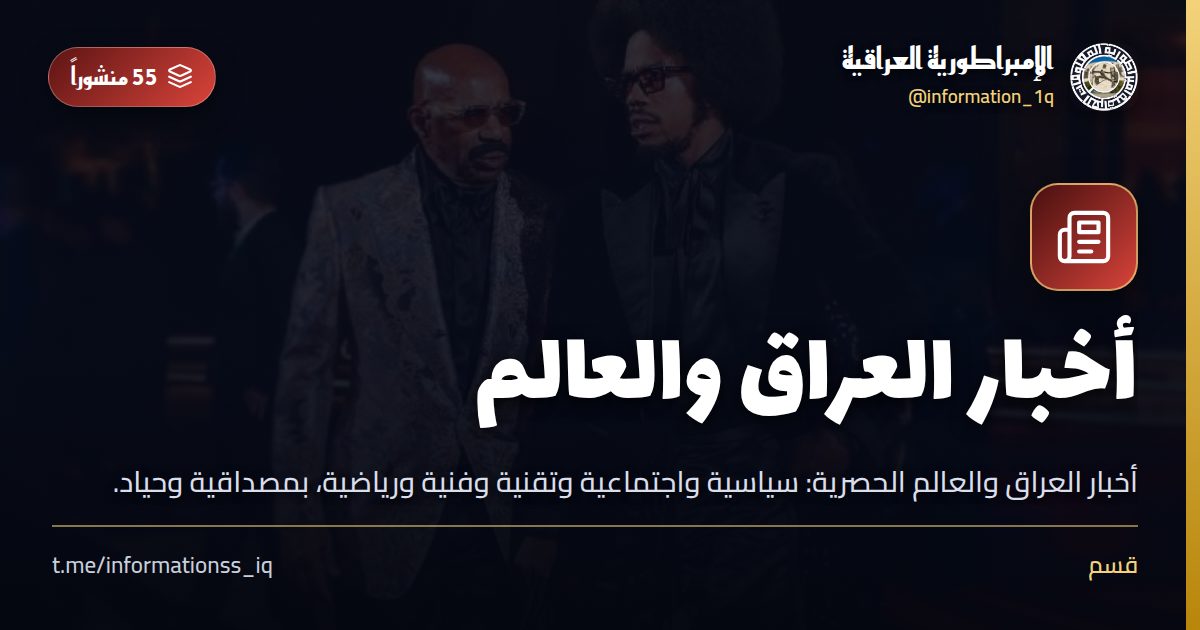 الإمبراطورية العراقية
@information_1q
55 منشوراً
أخبار العراق والعالم
أخبار العراق والعالم الحصرية: سياسية واجتماعية وتقنية وفنية ورياضية، بمصداقية وحياد.
قسم
t.me/informationss_iq